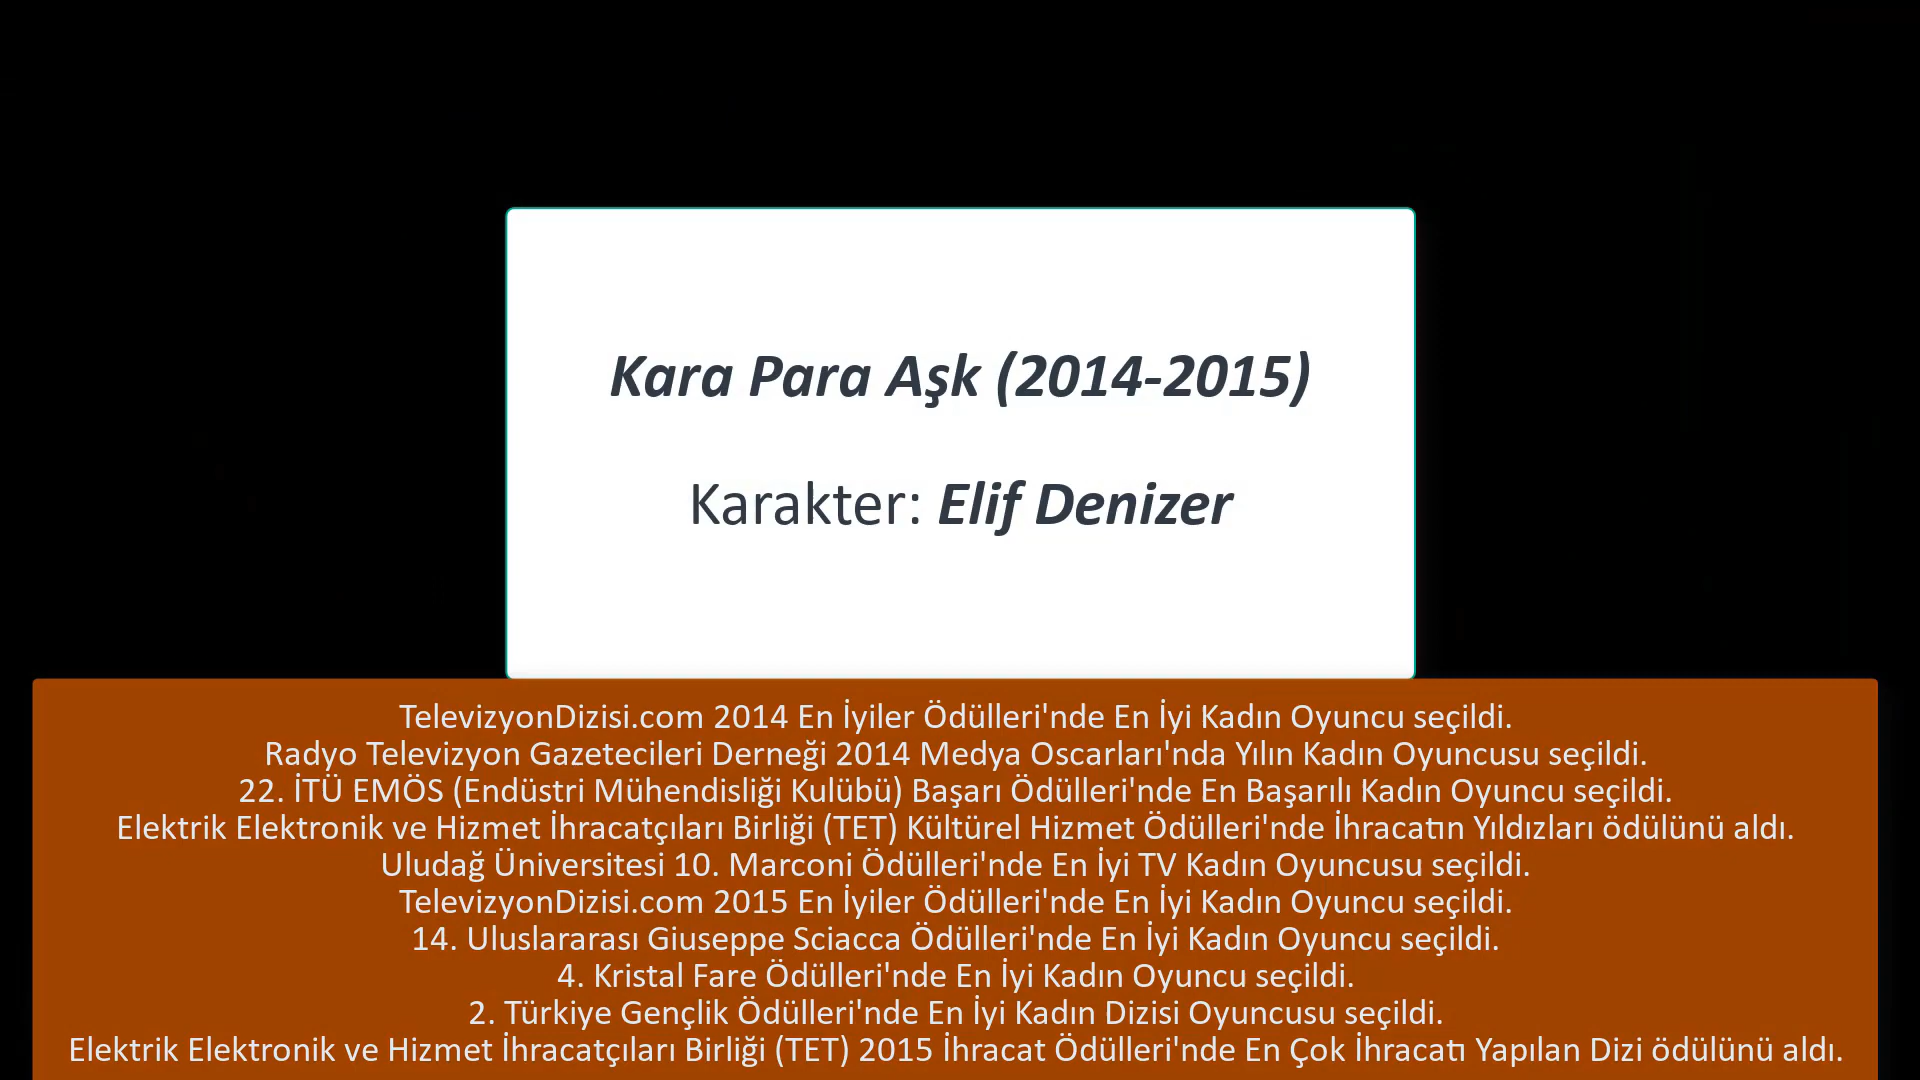 Kara Para Aşk (2014-2015)
Karakter: Elif Denizer
TelevizyonDizisi.com 2014 En İyiler Ödülleri'nde En İyi Kadın Oyuncu seçildi.
Radyo Televizyon Gazetecileri Derneği 2014 Medya Oscarları'nda Yılın Kadın Oyuncusu seçildi.
22. İTÜ EMÖS (Endüstri Mühendisliği Kulübü) Başarı Ödülleri'nde En Başarılı Kadın Oyuncu seçildi.
Elektrik Elektronik ve Hizmet İhracatçıları Birliği (TET) Kültürel Hizmet Ödülleri'nde İhracatın Yıldızları ödülünü aldı.
Uludağ Üniversitesi 10. Marconi Ödülleri'nde En İyi TV Kadın Oyuncusu seçildi.
TelevizyonDizisi.com 2015 En İyiler Ödülleri'nde En İyi Kadın Oyuncu seçildi.
14. Uluslararası Giuseppe Sciacca Ödülleri'nde En İyi Kadın Oyuncu seçildi.
4. Kristal Fare Ödülleri'nde En İyi Kadın Oyuncu seçildi.
2. Türkiye Gençlik Ödülleri'nde En İyi Kadın Dizisi Oyuncusu seçildi.
Elektrik Elektronik ve Hizmet İhracatçıları Birliği (TET) 2015 İhracat Ödülleri'nde En Çok İhracatı Yapılan Dizi ödülünü aldı.